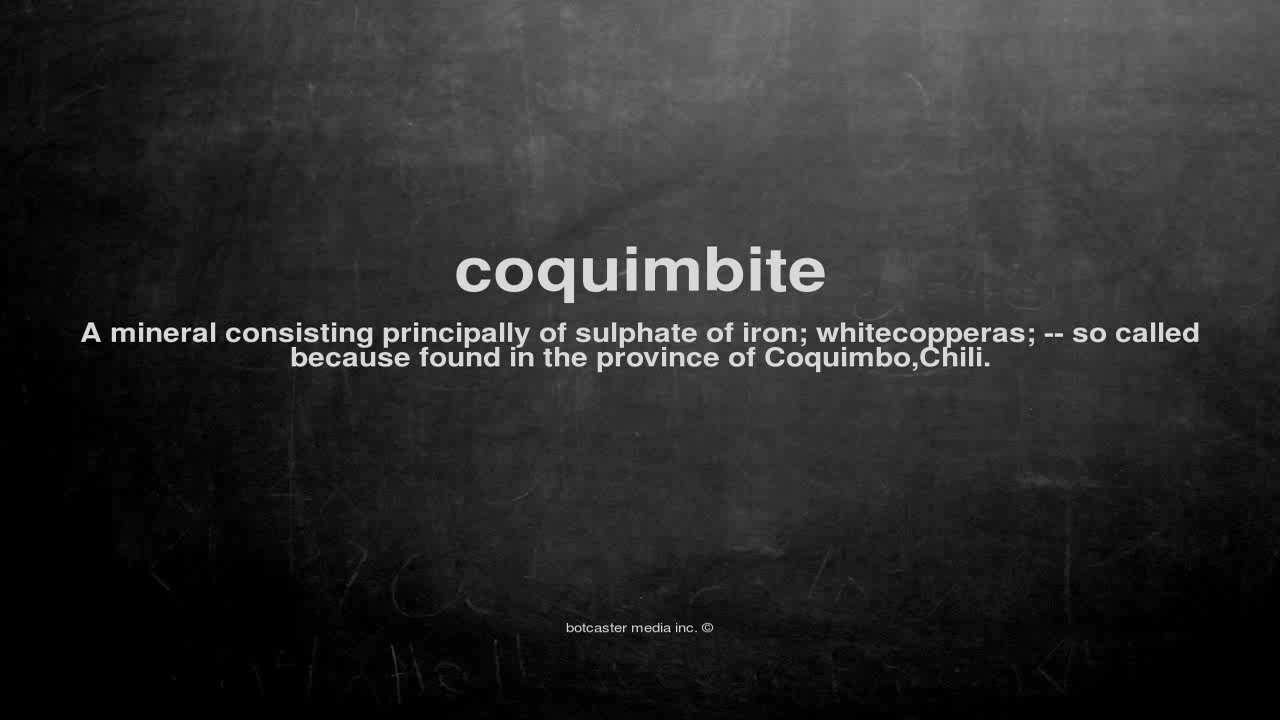 coquimbite
A mineral consisting principally of sulphate of iron; whitecopperas; -- so called
because found in the province of Coquimbo,Chili.
botcaster media inc. ©